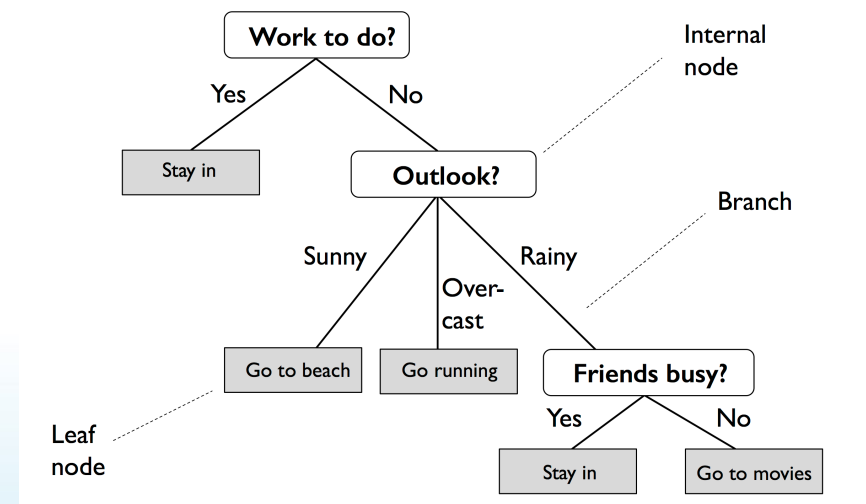 Work to do?
Internal
node
Yes
No
Stay in
Outlook?
Branch
Sunny
Rainy
Over-
cast
Go to beach
Go running
Friends busy?
Yes
No
Leaf
node
Stay in
Go to movies